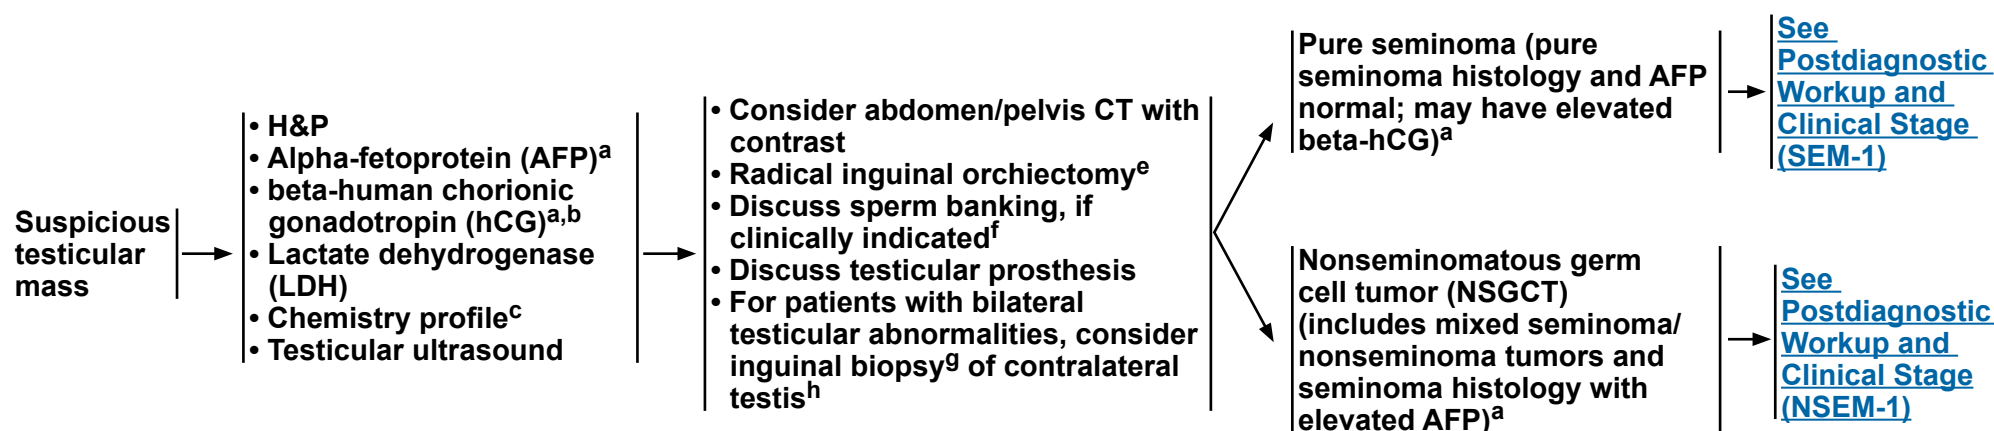 Suspicious
testicular
mass
• H&P
• Alpha-fetoprotein (AFP)a
• beta-human chorionic
gonadotropin (hCG)a,b
• Lactate dehydrogenase
(LDH)
• Chemistry profilec
• Testicular ultrasound
• Consider abdomen/pelvis CT with
contrast
• Radical inguinal orchiectomye
• Discuss sperm banking, if
clinically indicatedf
• Discuss testicular prosthesis
• For patients with bilateral
testicular abnormalities, consider
inguinal biopsyg of contralateral
testish
Pure seminoma (pure
seminoma histology and AFP
normal; may have elevated
beta-hCG)a
See
Postdiagnostic
Workup and
Clinical Stage
(SEM-1)
Nonseminomatous germ
cell tumor (NSGCT)
(includes mixed seminoma/
nonseminoma tumors and
seminoma histology with
elevated AFP)a
See
Postdiagnostic
Workup and
Clinical Stage
(NSEM-1)